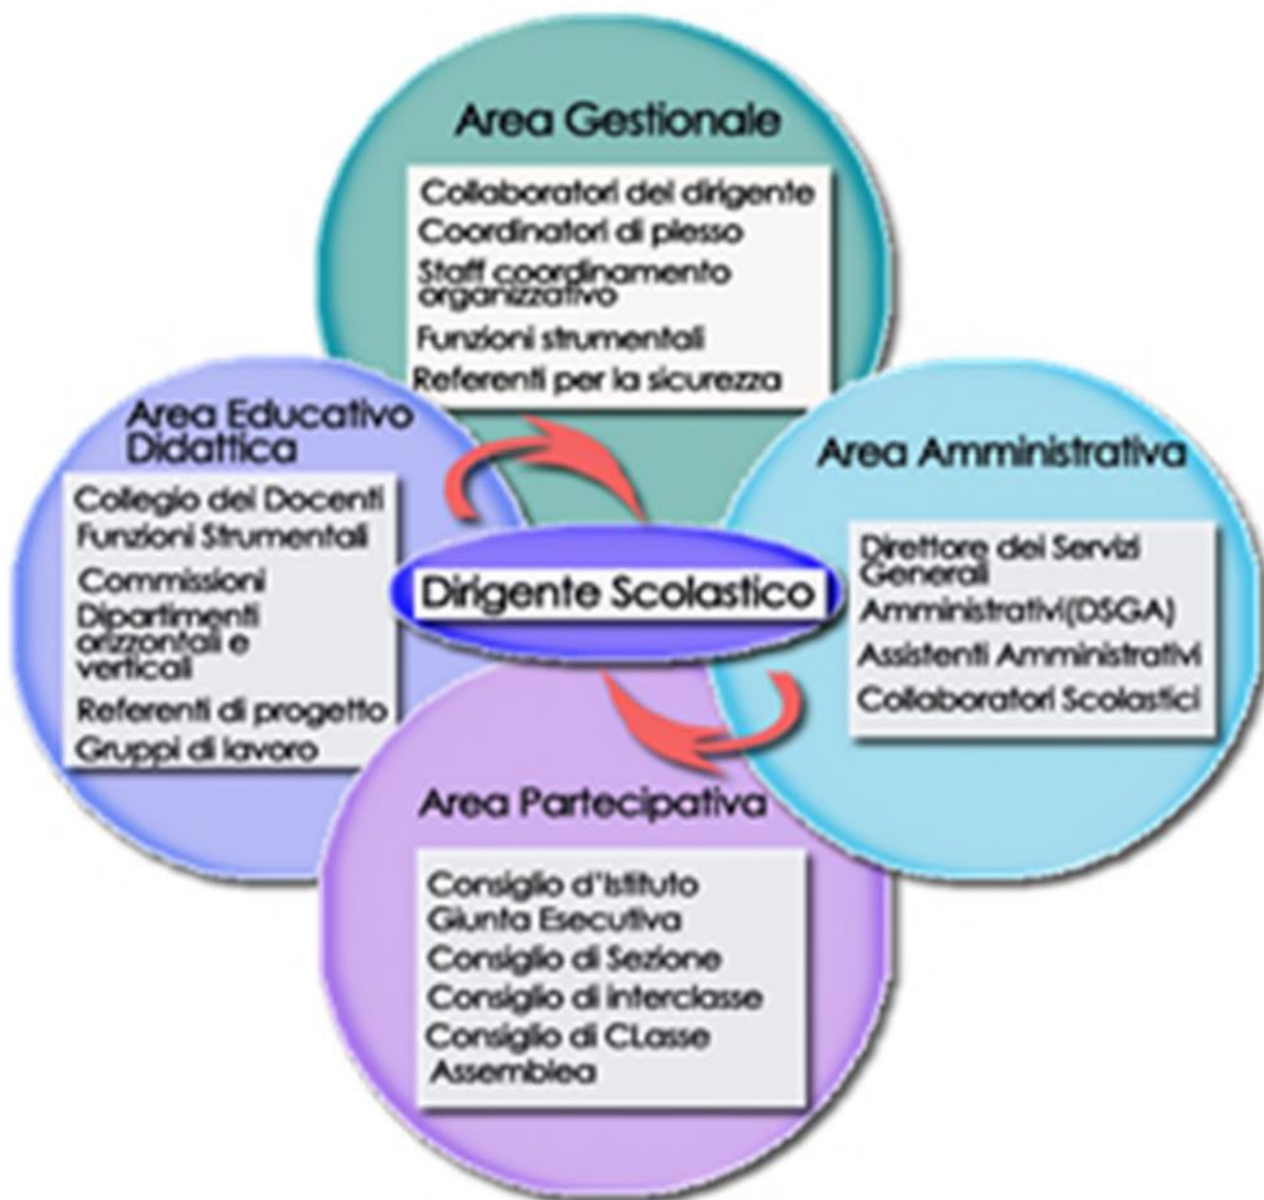 Area Gestionale
Collaboratori del dirigente
Coordinatori di plesso
Staff coordinamento
organizzativo
Funzioni strumentali
Referenti per la sicurezza
Area Educativo
Didattica
Collegio dei Docenti
Funzioni Strumentali
Commissioni
Dipartimenti
orizzontali e
verticali
Referenti di progetto
Gruppi di lavoro
Dirigente Scolastico
Area Amministrativa
Direttore dei Servizi
Generali
Amministrativi(DSGA)
Assistenti Amministrativi
Collaboratori Scolastici
Area Partecipativa
Consiglio d'Istituto
Giunta Esecutiva
Consiglio di Sezione
Consiglio di interclasse
Consiglio di CLasse
Assemblea